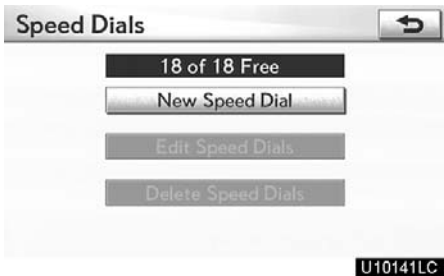 Speed Dials
18 of 18 Free
New Speed Dial
Edit Speed Dials
Delete Speed Dials
U10141LC